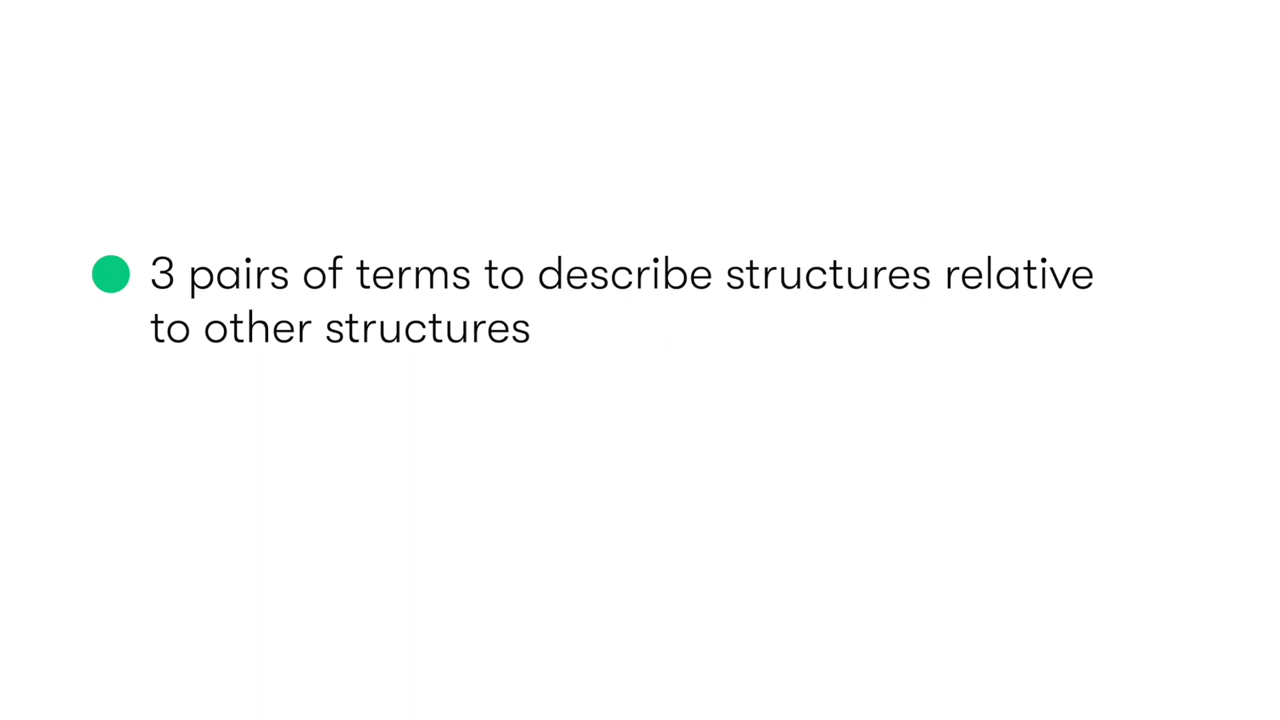 3 pairs of terms to describe structures relative
to other structures